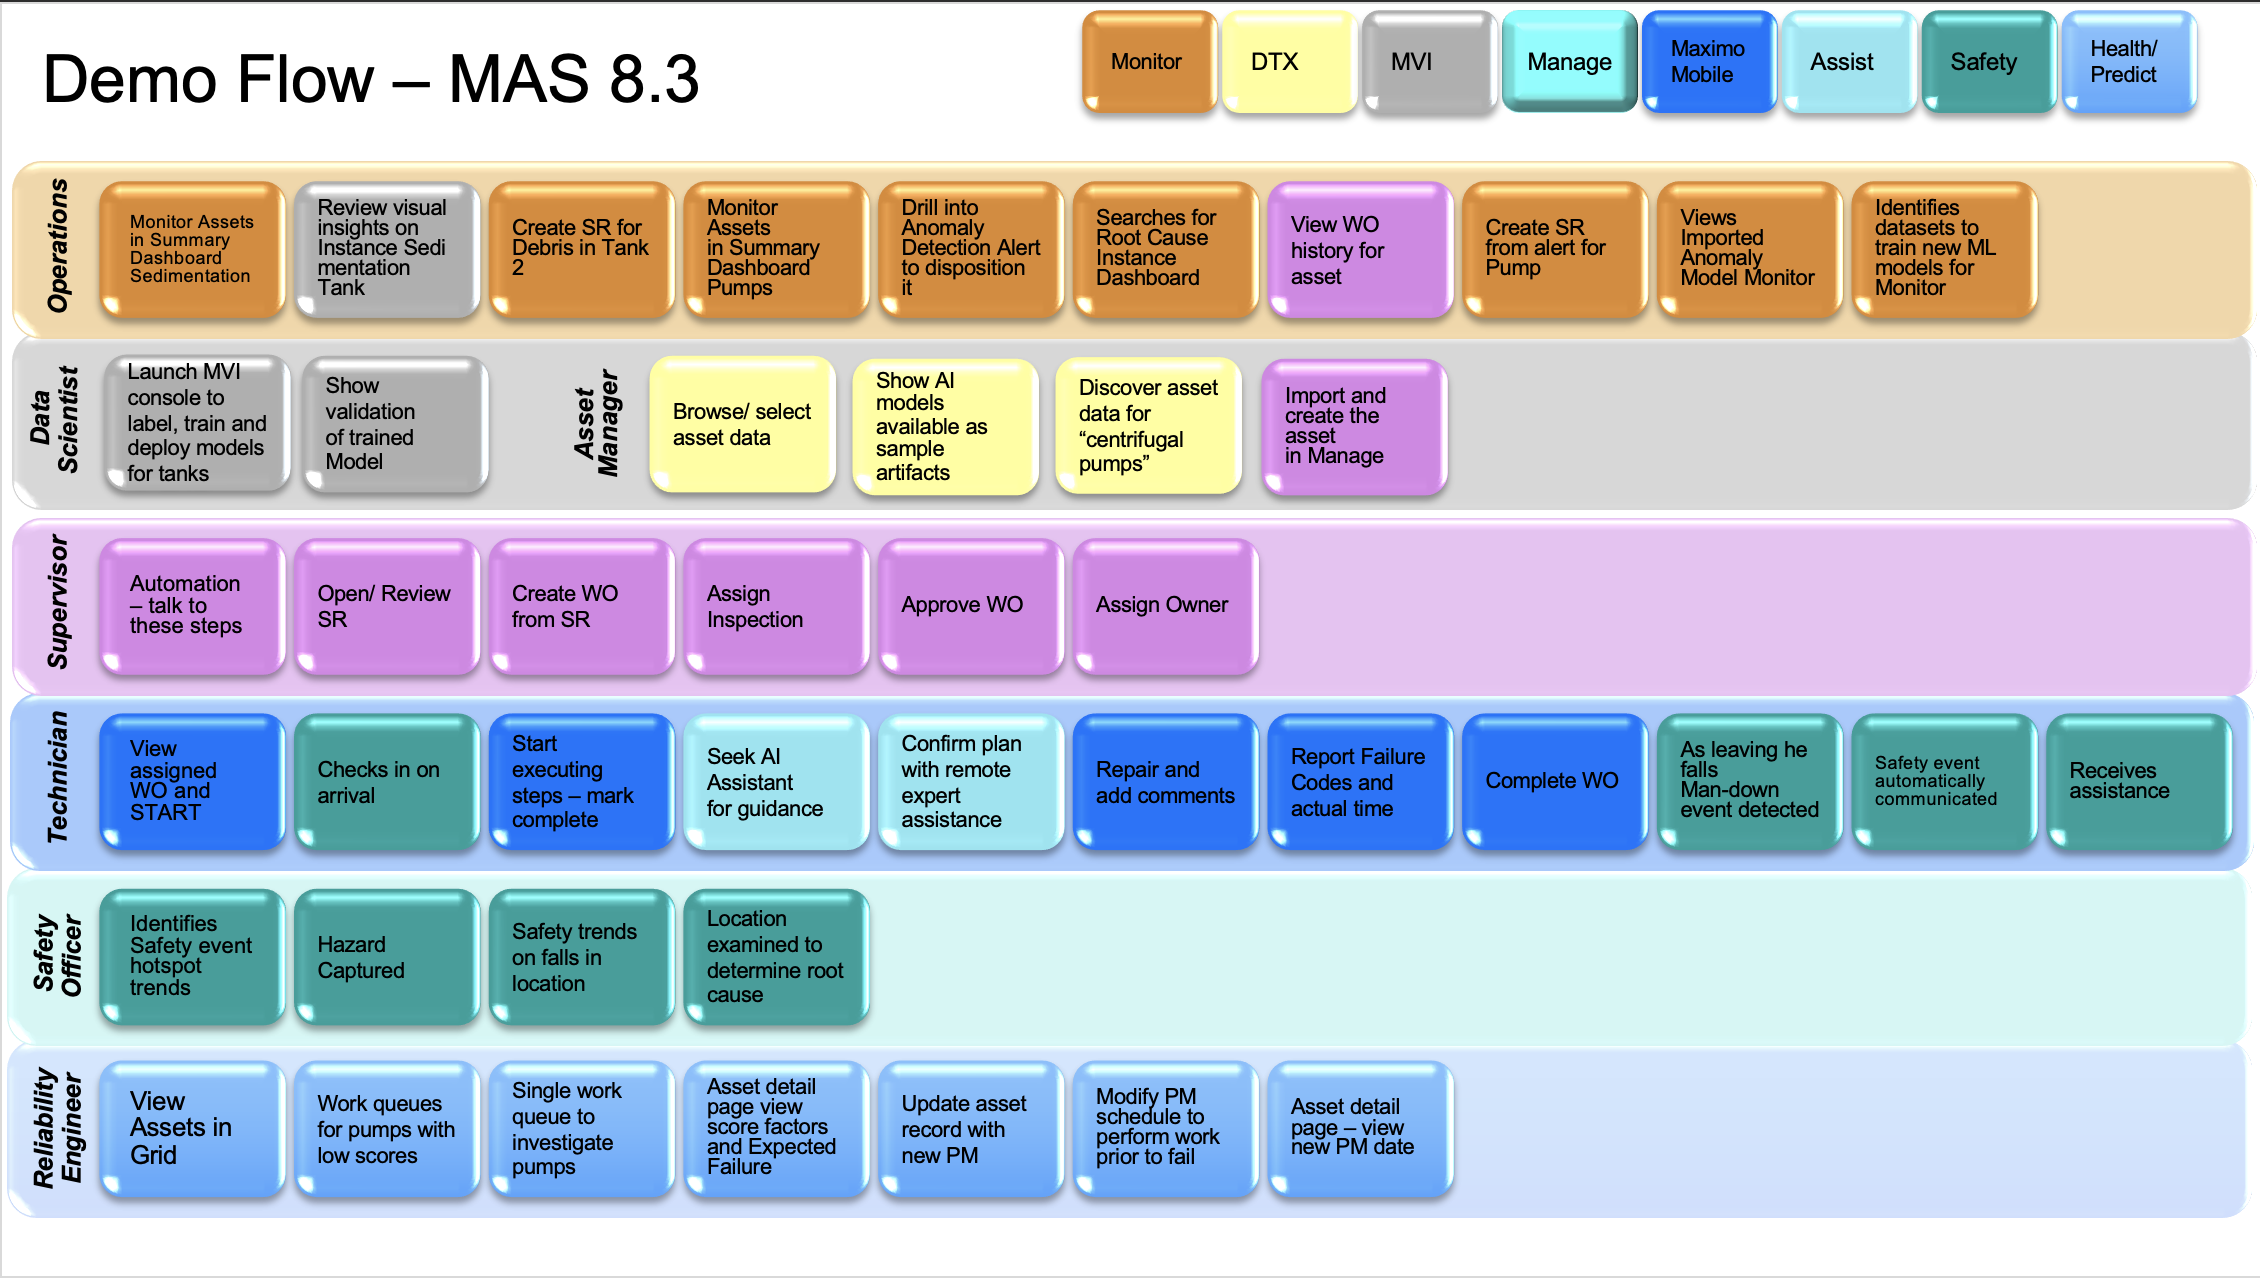 Demo Flow – MAS 8.3
Monitor
DTX
MVI
Manage
Maximo
Mobile
Assist
Safety
Health/
Predict
Operations
Monitor Assets
in Summary
Dashboard
Sedimentation
Review visual
insights on
Instance Sedi
mentation
Tank
Create SR for
Debris in Tank
2
Monitor
Assets
in Summary
Dashboard
Pumps
Drill into
Anomaly
Detection Alert
to disposition
it
Searches for
Root Cause
Instance
Dashboard
View WO
history for
asset
Create SR
from alert for
Pump
Views
Imported
Anomaly
Model Monitor
Identifies
datasets to
train new ML
models for
Monitor
Data
Scientist
Launch MVI
console to
label, train and
deploy models
for tanks
Show
validation
of trained
Model
Asset
Manager
Browse/ select
asset data
Show AI
models
available as
sample
artifacts
Discover asset
data for
“centrifugal
pumps”
Import and
create the
asset
in Manage
Supervisor
Automation
– talk to
these steps
Open/ Review
SR
Create WO
from SR
Assign
Inspection
Approve WO
Assign Owner
Technician
View
assigned
WO and
START
Checks in on
arrival
Start
executing
steps – mark
complete
Seek AI
Assistant
for guidance
Confirm plan
with remote
expert
assistance
Repair and
add comments
Report Failure
Codes and
actual time
Complete WO
As leaving he
falls
Man-down
event detected
Safety event
automatically
communicated
Receives
assistance
Safety
Officer
Identifies
Safety event
hotspot
trends
Hazard
Captured
Safety trends
on falls in
location
Location
examined to
determine root
cause
Reliability
Engineer
View
Assets in
Grid
Work queues
for pumps with
low scores
Single work
queue to
investigate
pumps
Asset detail
page view
score factors
and Expected
Failure
Update asset
record with
new PM
Modify PM
schedule to
perform work
prior to fail
Asset detail
page – view
new PM date